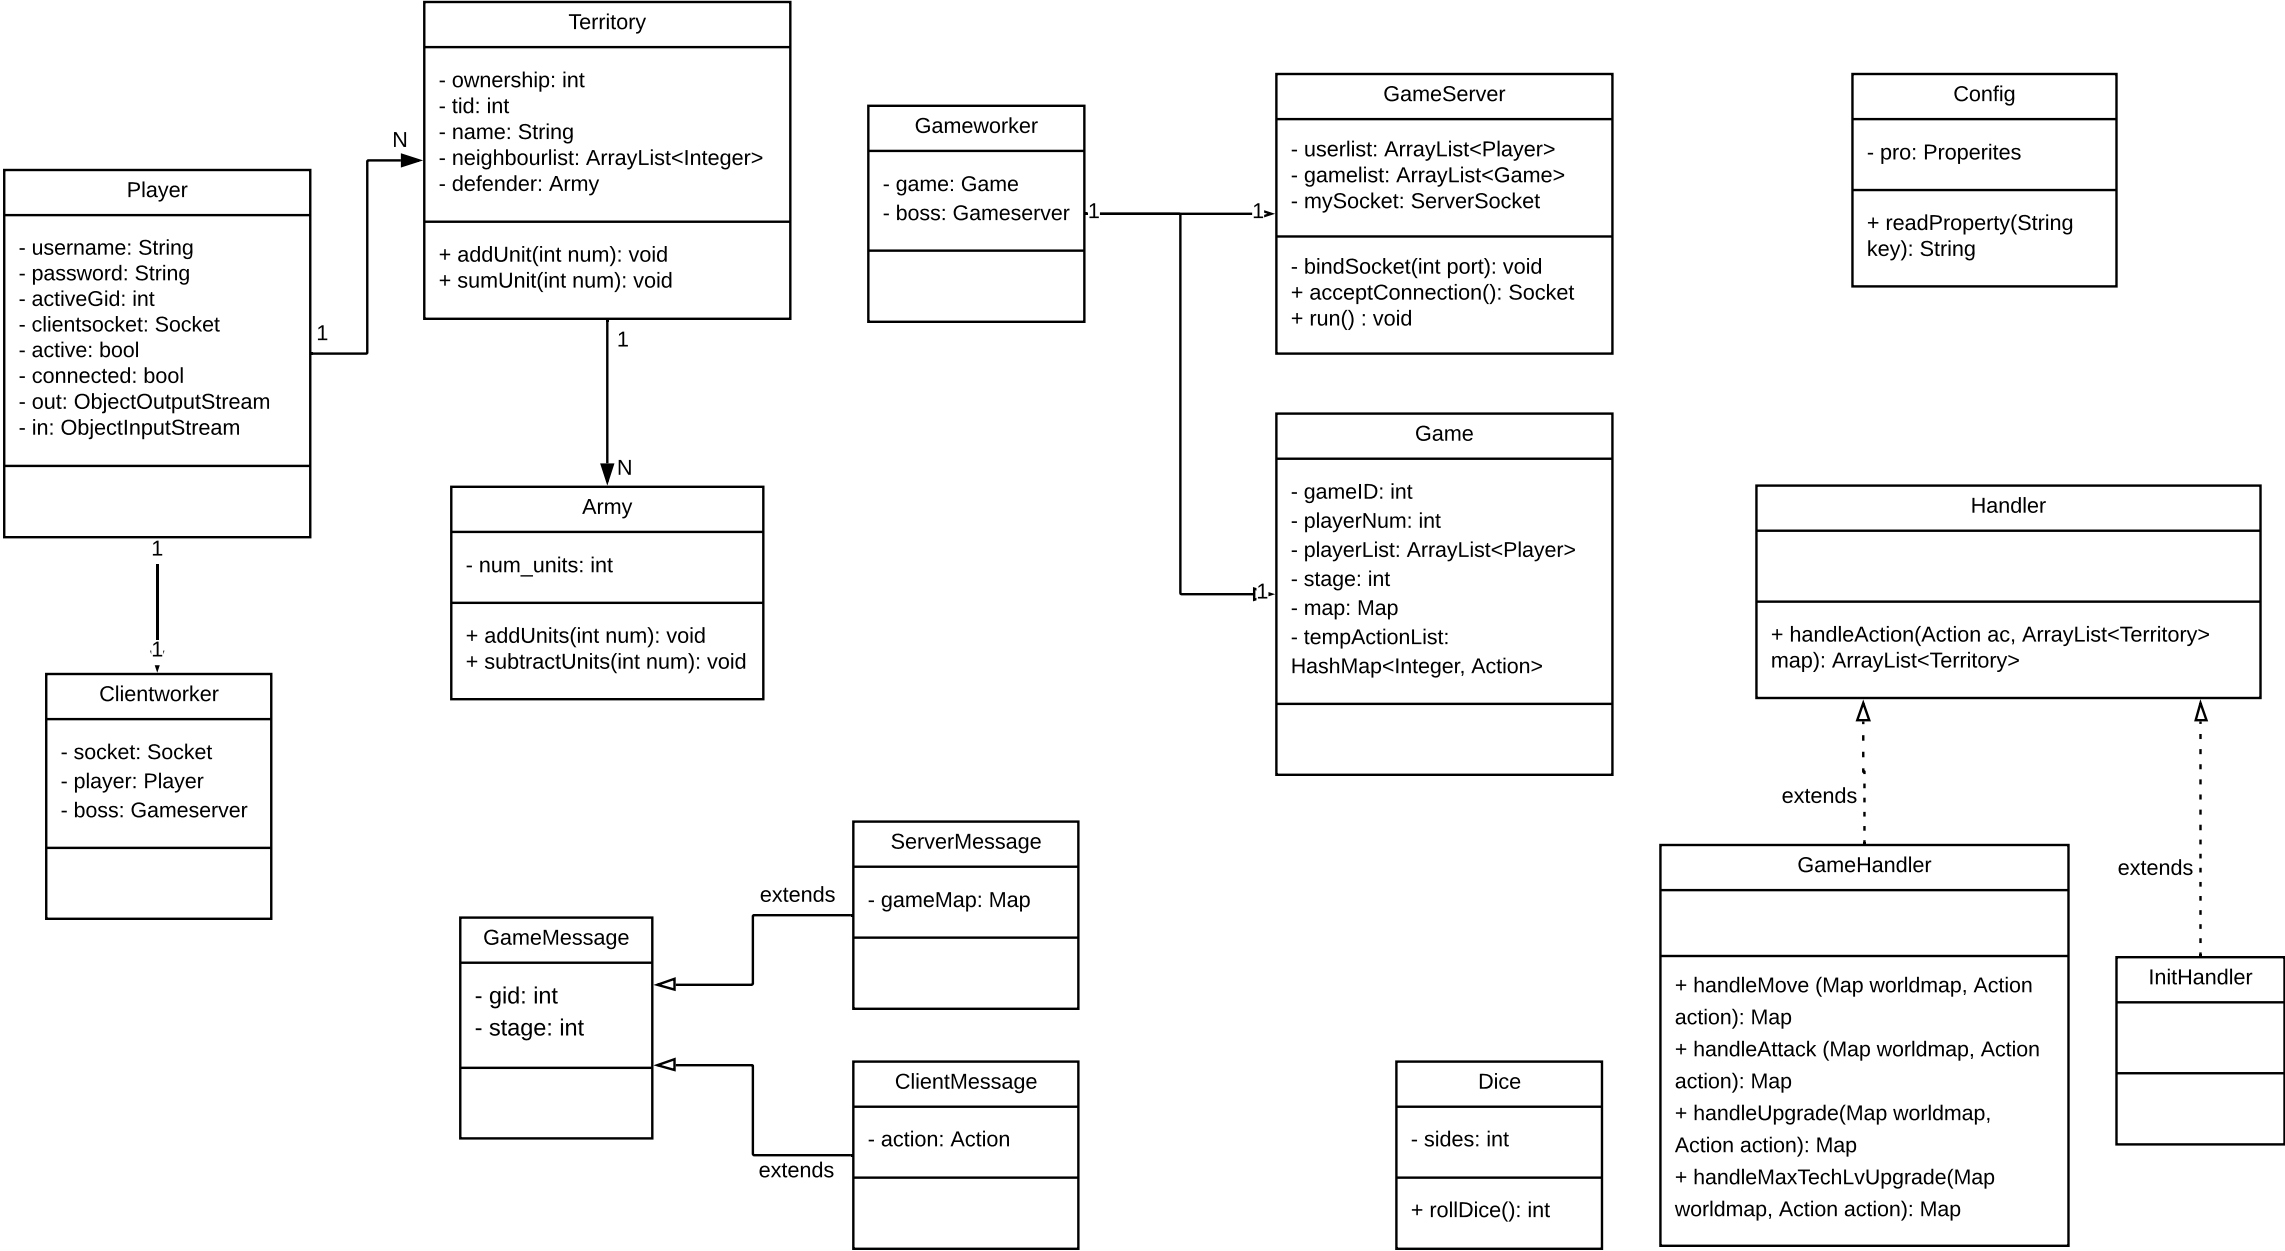 Territory
- ownership: int
- tid: int
- name: String
- neighbourlist: ArrayList<Integer>
- defender: Army
+ addUnit(int num): void
+ sumUnit(int num): void
N
1
Player
- username: String
- password: String
- activeGid: int
- clientsocket: Socket
- active: bool
- connected: bool
- out: ObjectOutputStream
- in: ObjectInputStream
1
1
1
Clientworker
- socket: Socket
- player: Player
- boss: Gameserver
N
Army
- num_units: int
+ addUnits(int num): void
+ subtractUnits(int num): void
Gameworker
- game: Game
- boss: Gameserver
1
1
1
GameServer
- userlist: ArrayList<Player>
- gamelist: ArrayList<Game>
- mySocket: ServerSocket
- bindSocket(int port): void
+ acceptConnection(): Socket
+ run() : void
Game
- gameID: int
- playerNum: int
- playerList: ArrayList<Player>
- stage: int
- map: Map
- tempActionList:
HashMap<Integer, Action>
Config
- pro: Properites
+ readProperty(String
key): String
Handler
+ handleAction(Action ac, ArrayList<Territory>
map): ArrayList<Territory>
extends
extends
GameHandler
+ handleMove (Map worldmap, Action
action): Map
+ handleAttack (Map worldmap, Action
action): Map
+ handleUpgrade(Map worldmap,
Action action): Map
+ handleMaxTechLvUpgrade(Map
worldmap, Action action): Map
InitHandler
GameMessage
- gid: int
- stage: int
extends
extends
ServerMessage
- gameMap: Map
ClientMessage
- action: Action
Dice
- sides: int
+ rollDice(): int